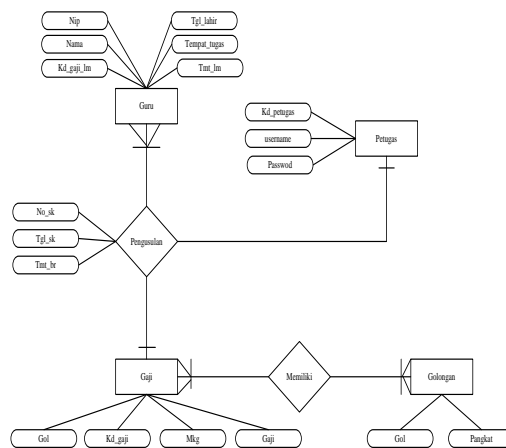 Nip
Tgl_lahir
Nama
Tempat_tugas
Kd_gaji_lm
Tmt_lm
Guru
Kd_petugas
username
Passwod
Petugas
No_sk
Tgl_sk
Tmt_br
Pengusulan
Gaji
Memiliki
Golongan
Gol
Kd_gaji
Mkg
Gaji
Gol
Pangkat